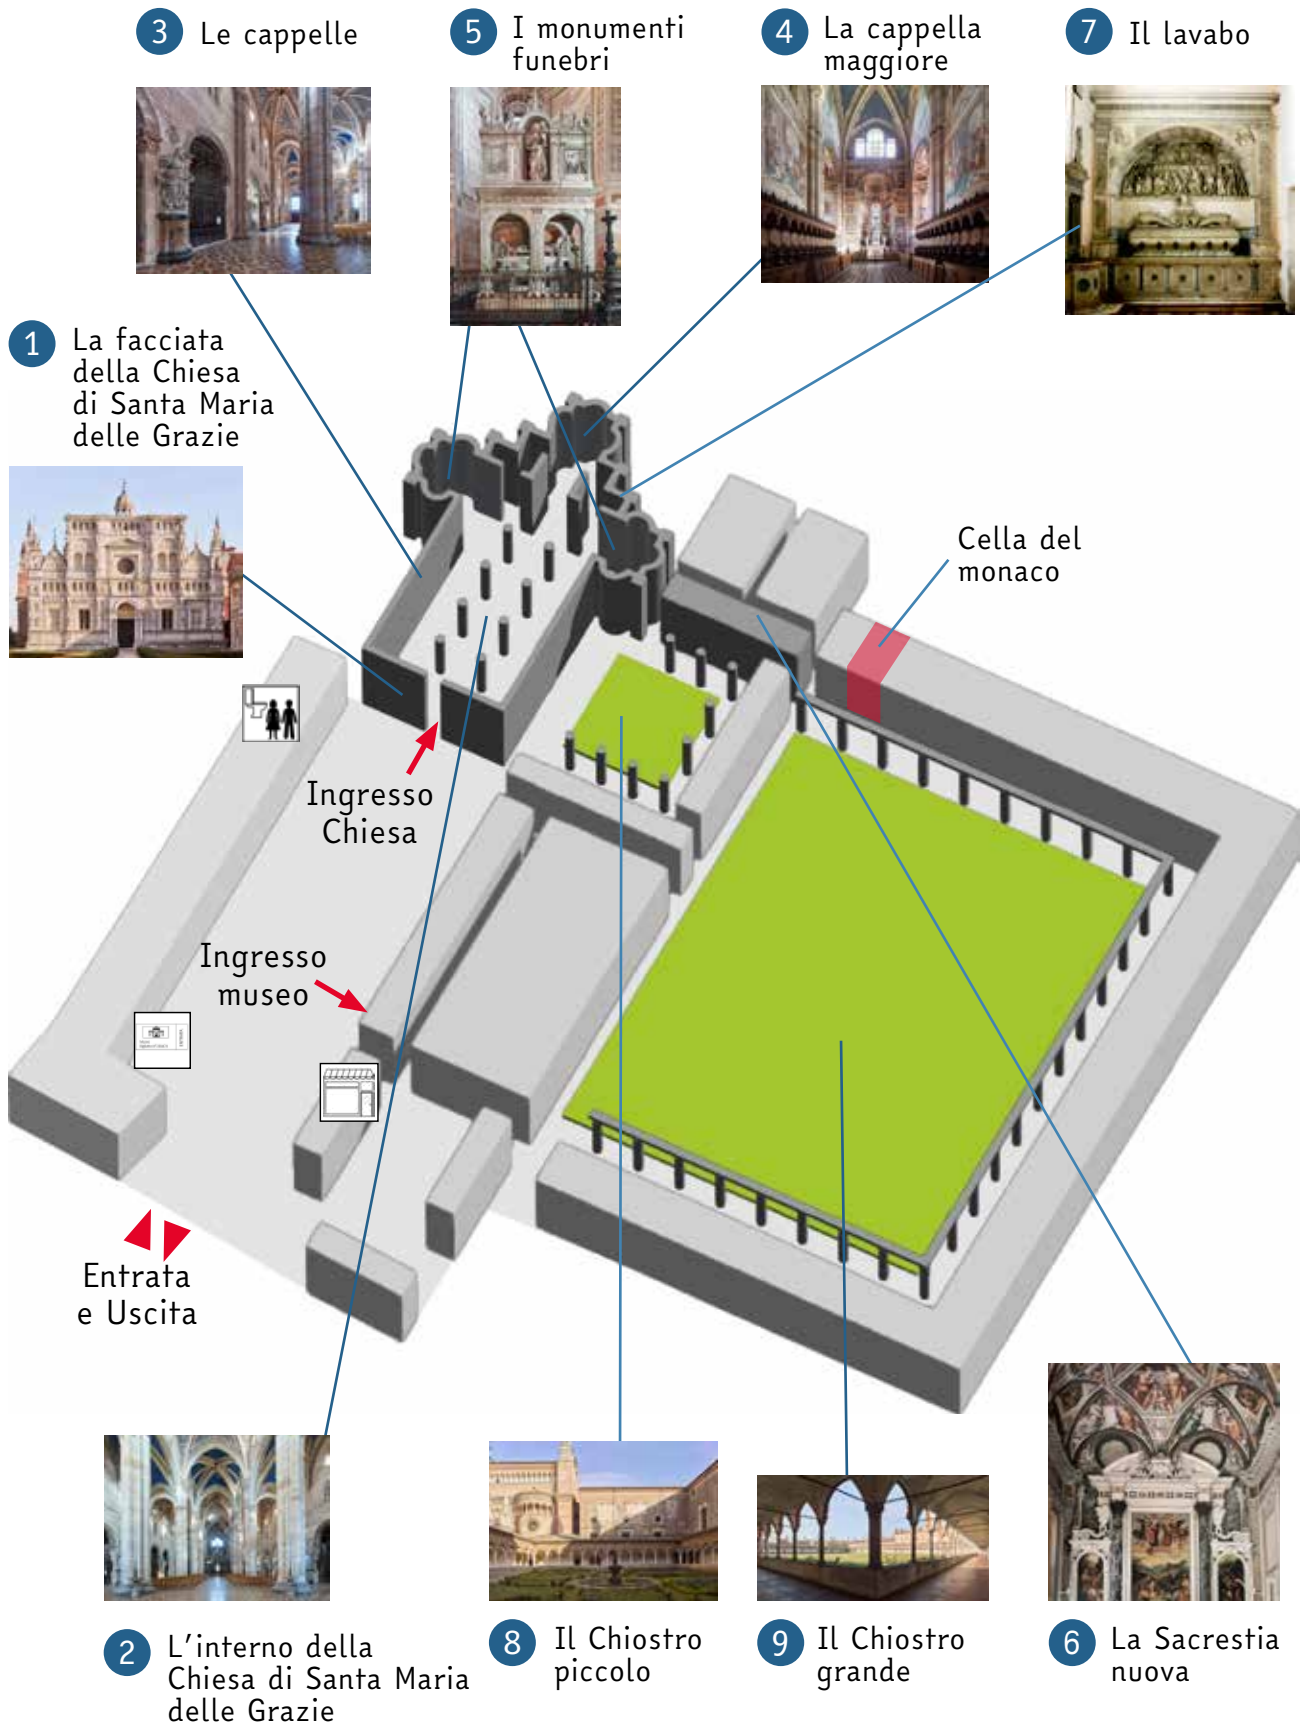 3 Le cappelle
5 I monumenti
funebri
4 La cappella
maggiore
7 Il lavabo
1 La facciata
della Chiesa
di Santa Maria
delle Grazie
Cella del
monaco
Ingresso
Chiesa
Ingresso
museo
Entrata
e Uscita
2 L'interno della
Chiesa di Santa Maria
delle Grazie
8 Il Chiostro
piccolo
9 Il Chiostro
grande
6 La Sacrestia
nuova